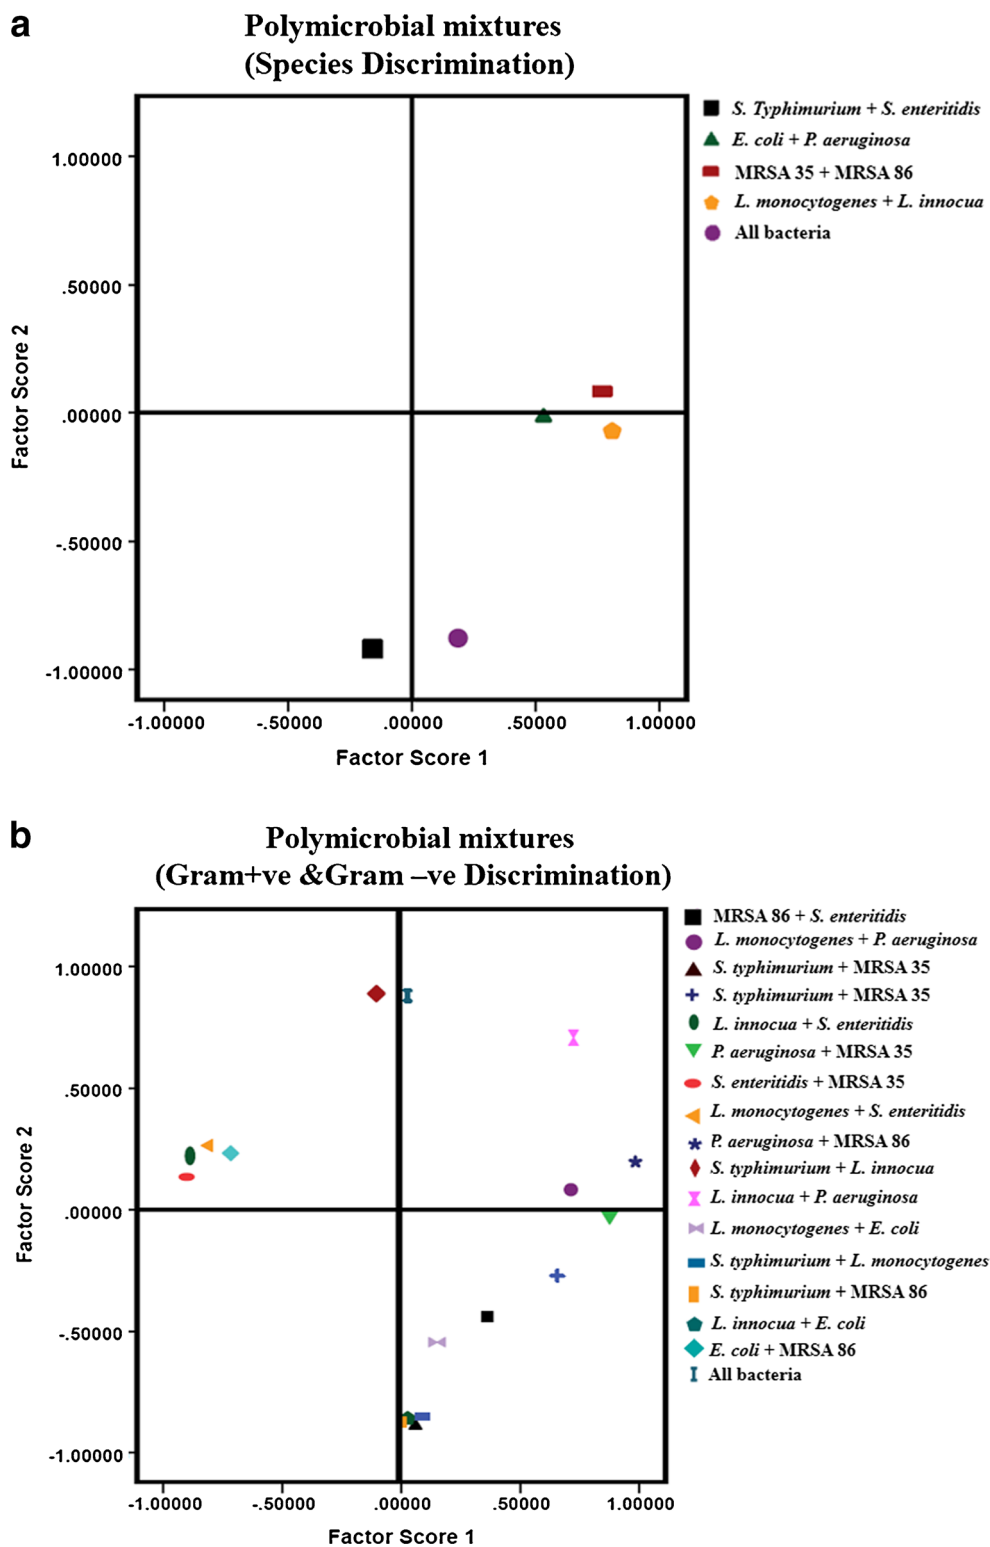 a
Polymicrobial mixtures
(Species Discrimination)
S. Typhimurium + S. enteritidis
E. coli + P. aeruginosa
MRSA 35 + MRSA 86
L. monocytogenes + L. innocua
All bacteria
Factor Score 2
1.00000
.50000
.00000
-.50000
-1.00000
-1.00000 -.50000 .00000 .50000 1.00000
Factor Score 1
b
Polymicrobial mixtures
(Gram+ve &Gram –ve Discrimination)
MRSA 86 + S. enteritidis
L. monocytogenes + P. aeruginosa
S. typhimurium + MRSA 35
S. typhimurium + MRSA 35
L. innocua + S. enteritidis
P. aeruginosa + MRSA 35
S. enteritidis + MRSA 35
L. monocytogenes + S. enteritidis
P. aeruginosa + MRSA 86
S. typhimurium + L. innocua
L. innocua + P. aeruginosa
L. monocytogenes + E. coli
S. typhimurium + L. monocytogenes
S. typhimurium + MRSA 86
L. innocua + E. coli
E. coli + MRSA 86
All bacteria
Factor Score 2
1.00000
.50000
.00000
-.50000
-1.00000
-1.00000 -.50000 .00000 .50000 1.00000
Factor Score 1